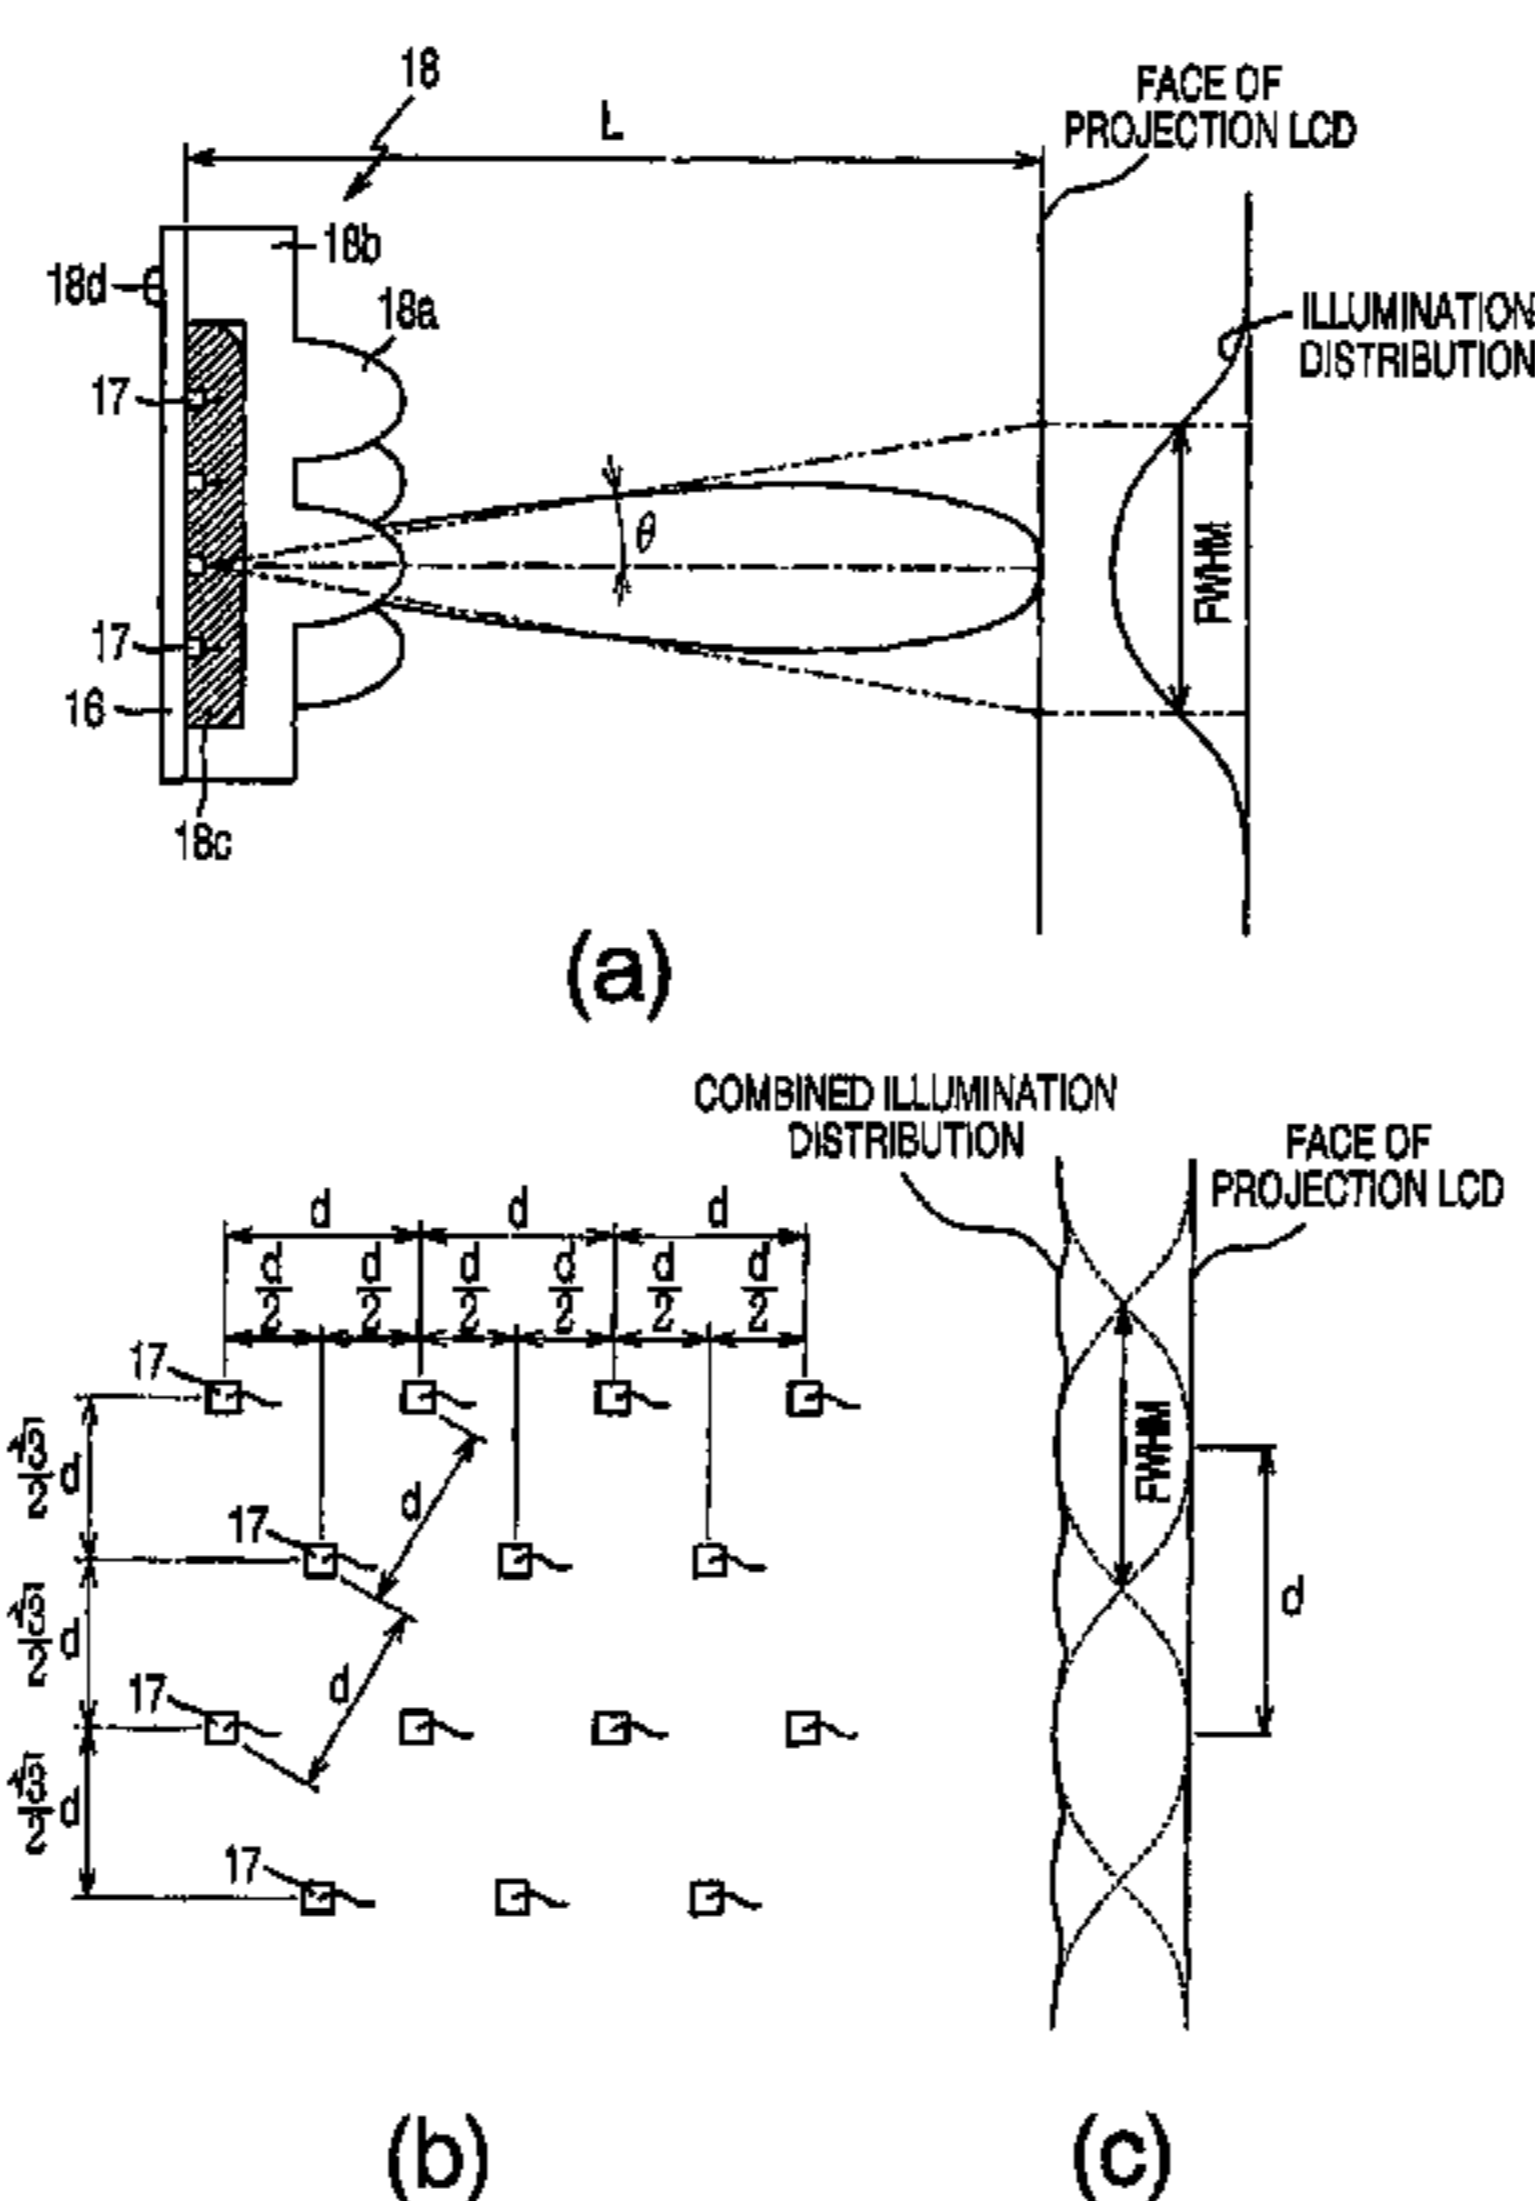 18
L
FACE OF
PROJECTION LCD
18b
18d
18a
ILLUMINATION
DISTRIBUTION
17
θ
FWHM
17
16
18c
(a)
COMBINED ILLUMINATION
DISTRIBUTION
FACE OF
PROJECTION LCD
d d d
d/2 d/2 d/2 d/2 d/2 d/2
17
√3/2 d
d
FWHM
17
√3/2 d
d
d
17
√3/2 d
17
(b)
(c)